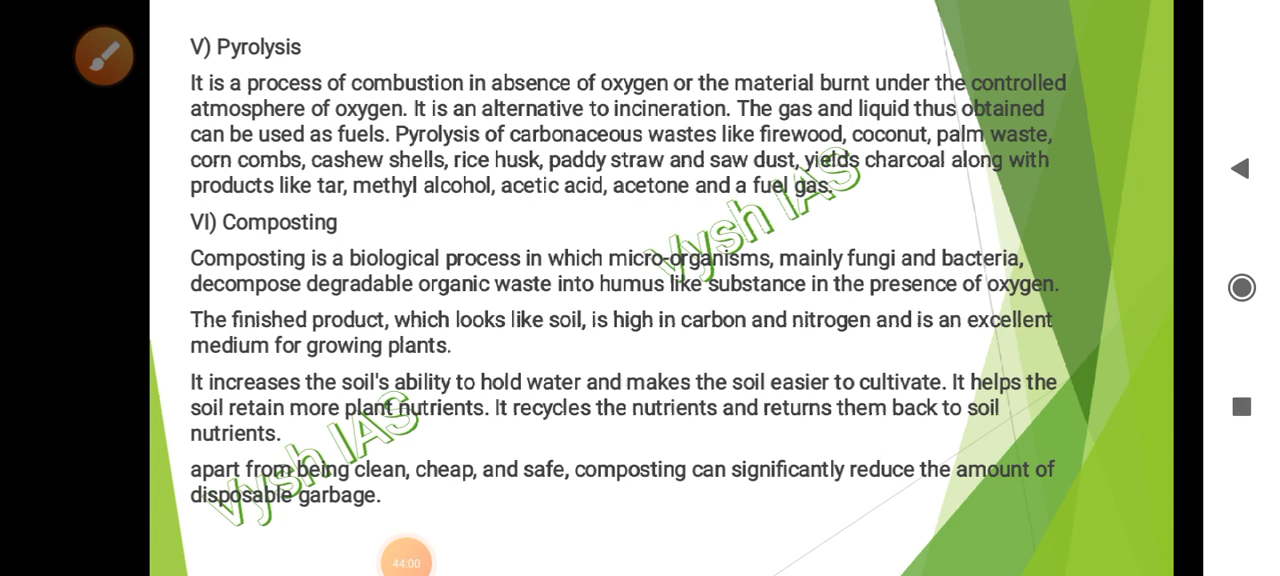 V) Pyrolysis
It is a process of combustion in absence of oxygen or the material burnt under the controlled
atmosphere of oxygen. It is an alternative to incineration. The gas and liquid thus obtained
can be used as fuels. Pyrolysis of carbonaceous wastes like firewood, coconut, palm waste,
corn combs, cashew shells, rice husk, paddy straw and saw dust, yields charcoal along with
products like tar, methyl alcohol, acetic acid, acetone and a fuel gas.
Vysh IAS
VI) Composting
Composting is a biological process in which micro-organisms, mainly fungi and bacteria,
decompose degradable organic waste into humus like substance in the presence of oxygen.
The finished product, which looks like soil, is high in carbon and nitrogen and is an excellent
medium for growing plants.
It increases the soil's ability to hold water and makes the soil easier to cultivate. It helps the
soil retain more plant nutrients. It recycles the nutrients and returns them back to soil
nutrients.
Vysh IAS
apart from being clean, cheap, and safe, composting can significantly reduce the amount of
disposable garbage.
44:00